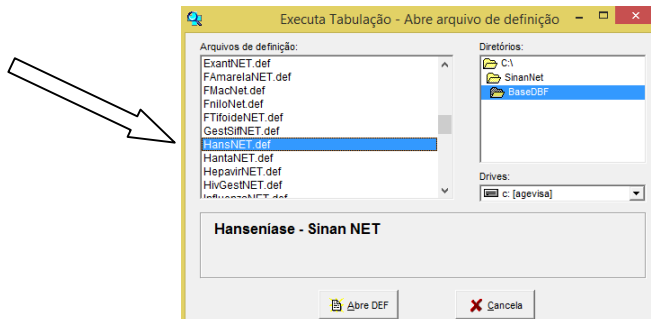 Executa Tabulação - Abre arquivo de definição
Arquivos de definição:
ExantNET.def
FAmarelaNET.def
FMacNet.def
FniloNet.def
FTifoideNET.def
GestSifNET.def
HansNET.def
HantaNET.def
HepavirNET.def
HivGestNET.def
InfluenzaNET.def
Diretórios:
C:\
SinanNet
BaseDBF
Drives:
c: [agevisa]
Hanseníase - Sinan NET
Abre DEF
Cancela